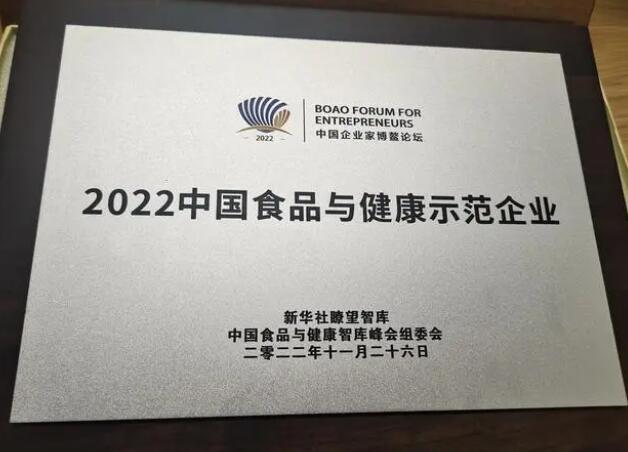 BOAO FORUM FOR
ENTREPRENEURS
中国企业家博鳌论坛
2022
2022中国食品与健康示范企业
新华社瞭望智库
中国食品与健康智库峰会组委会
二零二二年十一月二十六日